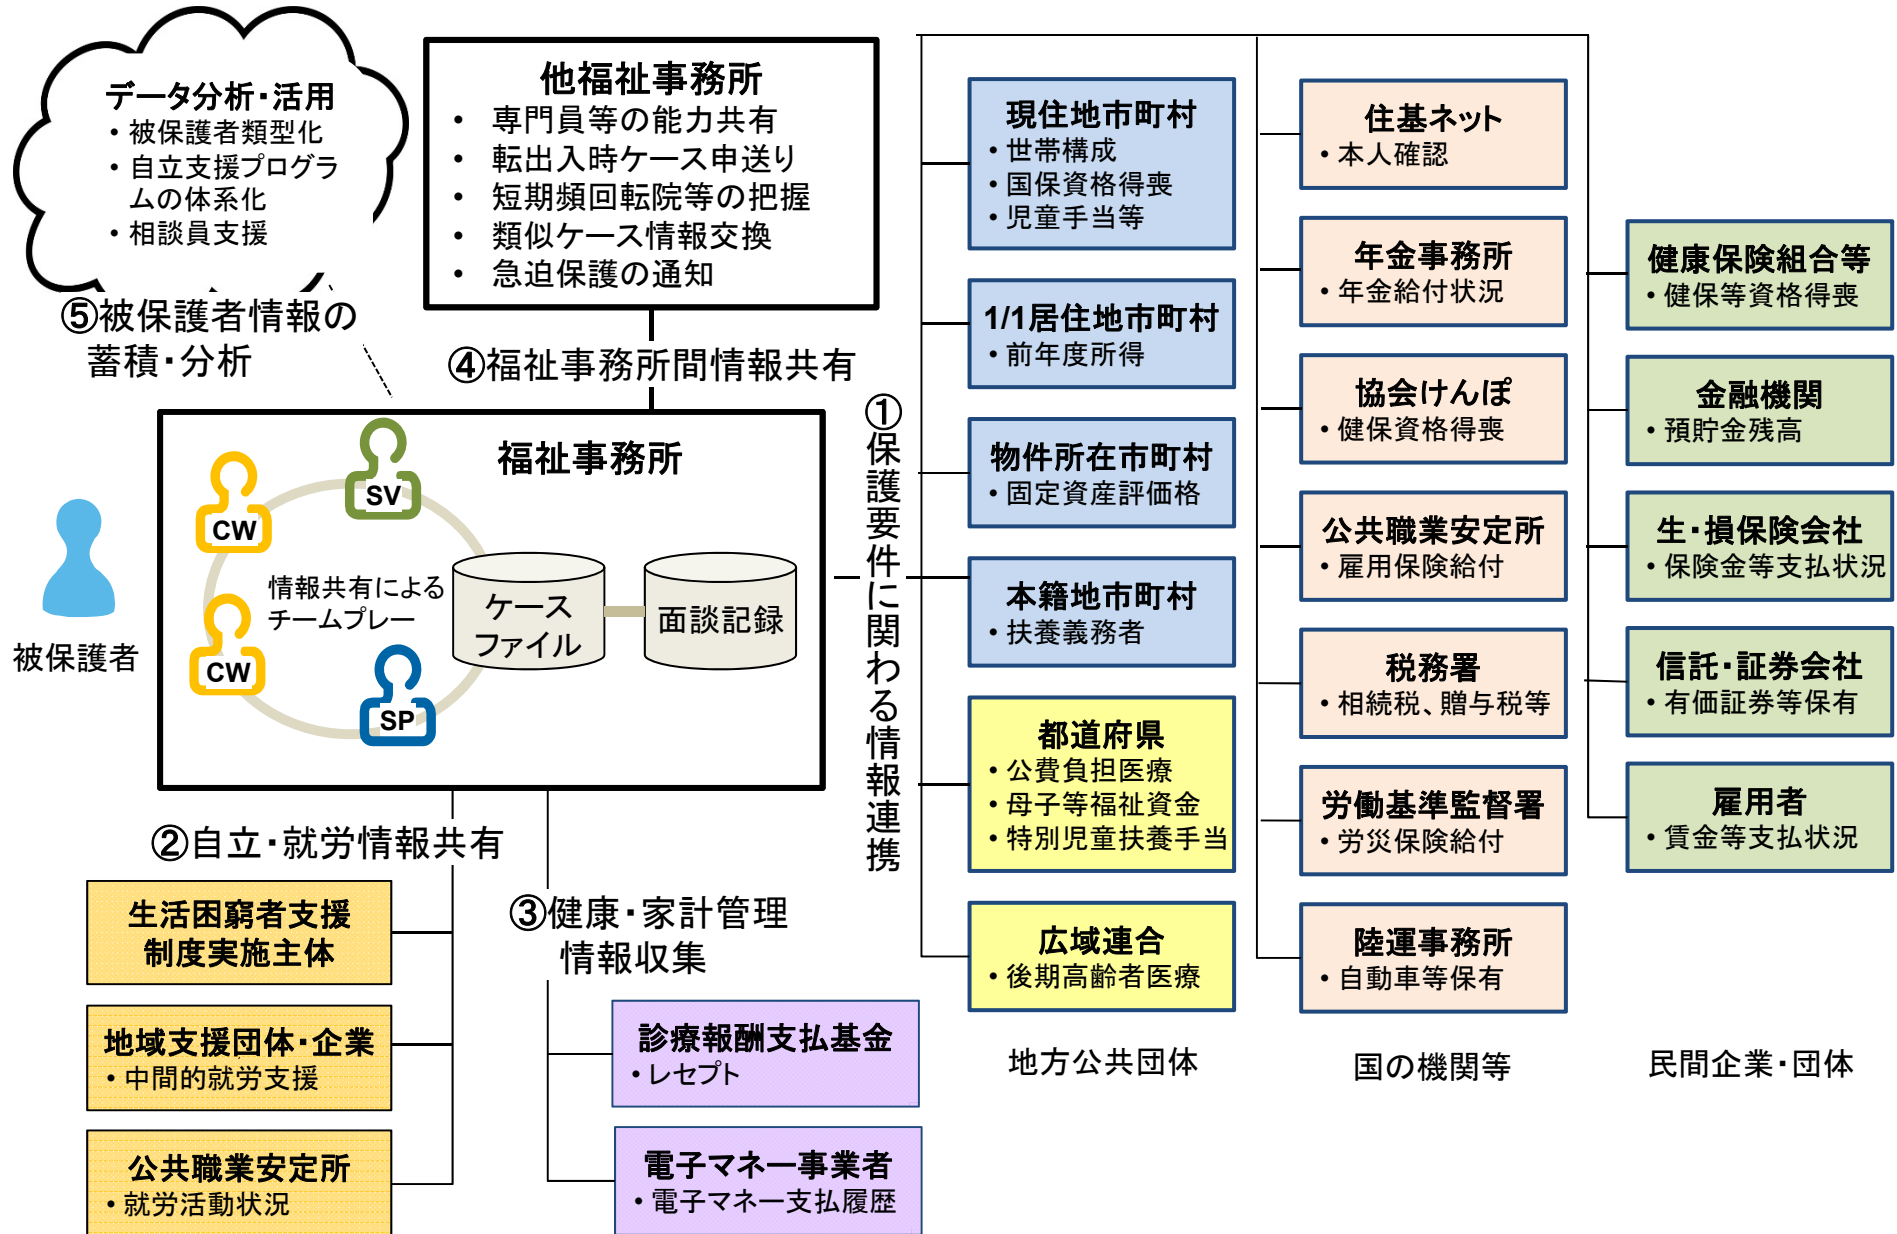 データ分析・活用
・被保護者類型化
・自立支援プログラ
ムの体系化
・相談員支援
⑤被保護者情報の
蓄積・分析
他福祉事務所
• 専門員等の能力共有
• 転出入時ケース申送り
• 短期頻回転院等の把握
• 類似ケース情報交換
• 急迫保護の通知
④福祉事務所間情報共有
福祉事務所
SV
CW
CW
SP
情報共有による
チームプレー
ケース
ファイル
面談記録
被保護者
①保護要件に関わる情報連携
②自立・就労情報共有
生活困窮者支援
制度実施主体
地域支援団体・企業
・中間的就労支援
公共職業安定所
・就労活動状況
③健康・家計管理
情報収集
診療報酬支払基金
・レセプト
電子マネー事業者
・電子マネー支払履歴
現住地市町村
・世帯構成
・国保資格得喪
・児童手当等
1/1居住地市町村
・前年度所得
物件所在市町村
・固定資産評価格
本籍地市町村
・扶養義務者
都道府県
・公費負担医療
・母子等福祉資金
・特別児童扶養手当
広域連合
・後期高齢者医療
地方公共団体
住基ネット
・本人確認
年金事務所
・年金給付状況
協会けんぽ
・健保資格得喪
公共職業安定所
・雇用保険給付
税務署
・相続税、贈与税等
労働基準監督署
・労災保険給付
陸運事務所
・自動車等保有
国の機関等
健康保険組合等
・健保等資格得喪
金融機関
・預貯金残高
生・損保険会社
・保険金等支払状況
信託・証券会社
・有価証券等保有
雇用者
・賃金等支払状況
民間企業・団体